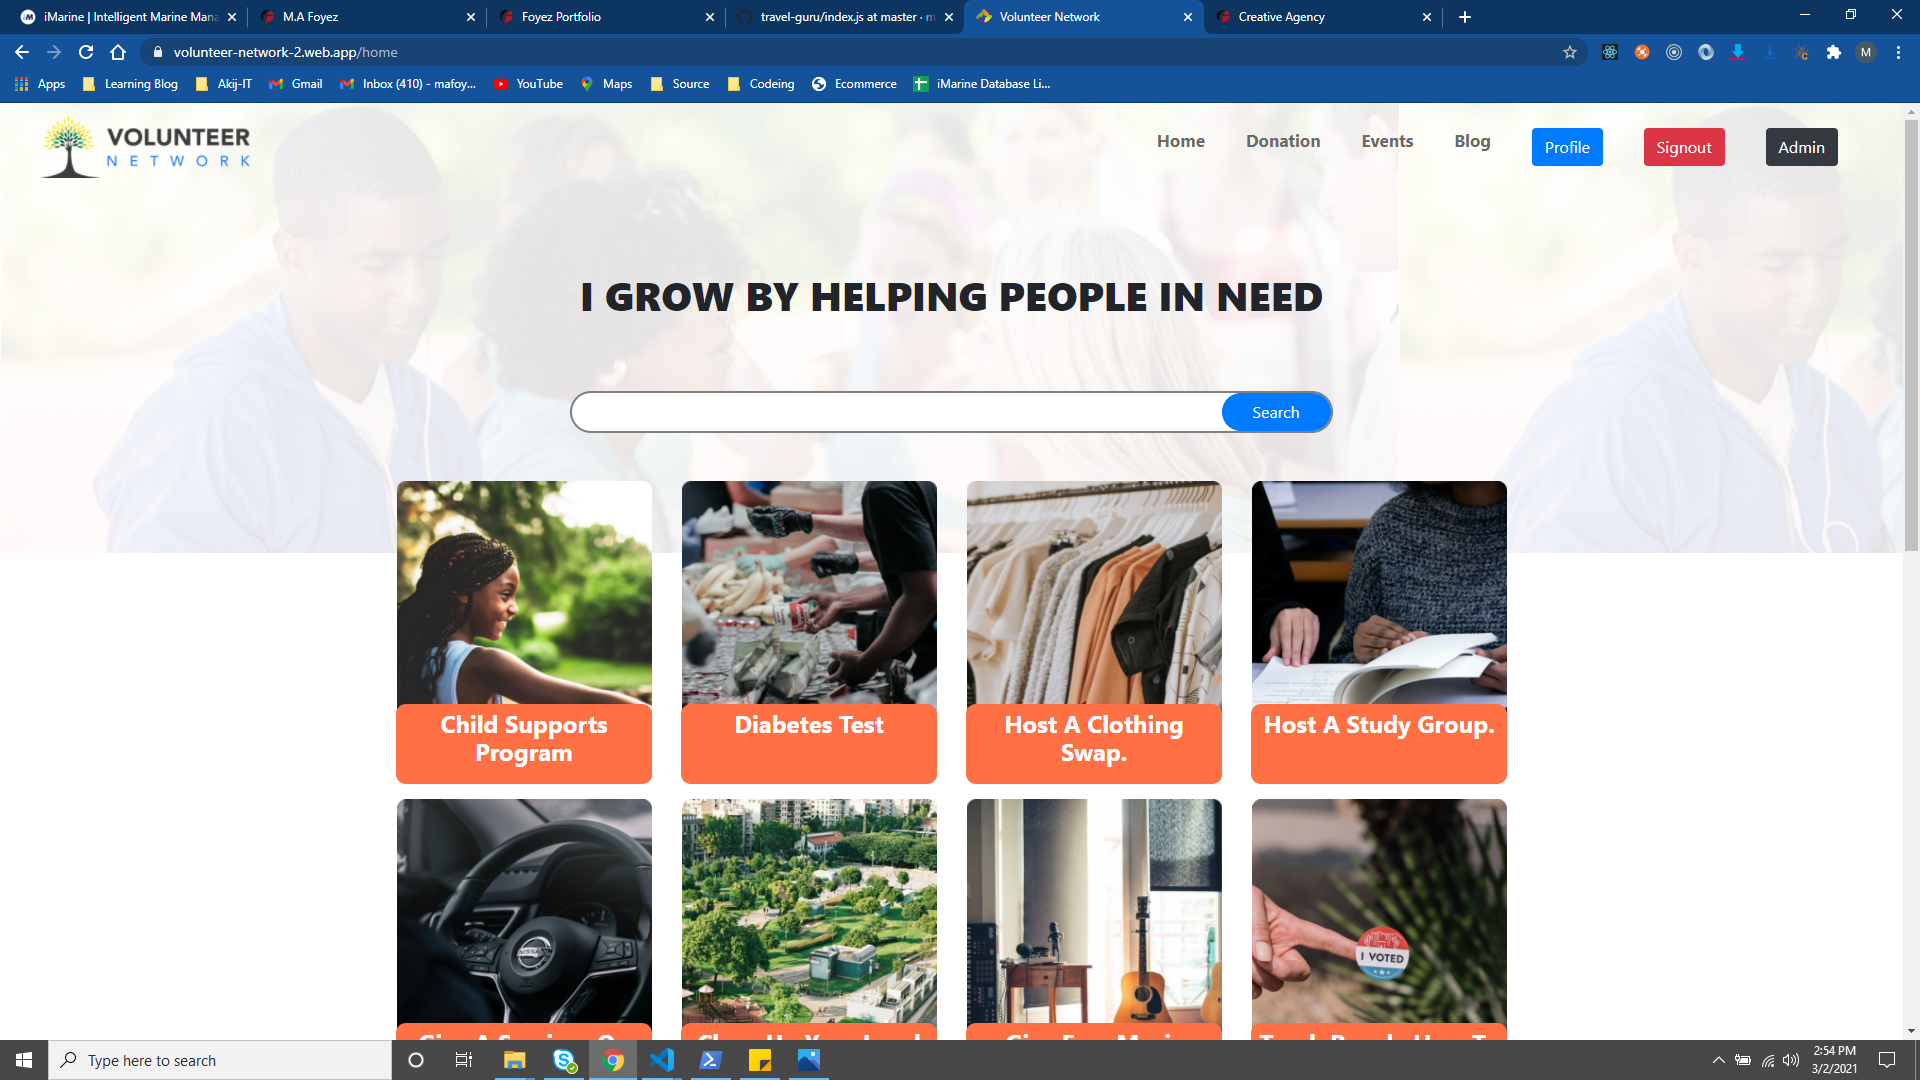 iMarine | Intelligent Marine Mana
M.A Foyez
Foyez Portfolio
travel-guru/index.js at master · m
Volunteer Network
Creative Agency
volunteer-network-2.web.app/home
M
Apps
Learning Blog
Akij-IT
Gmail
Inbox (410) - mafoy...
YouTube
Maps
Source
Codeing
Ecommerce
iMarine Database Li...
VOLUNTEER
NETWORK
Home
Donation
Events
Blog
Profile
Signout
Admin
I GROW BY HELPING PEOPLE IN NEED
Search
Child Supports
Program
Diabetes Test
Host A Clothing
Swap.
Host A Study Group.
NISSAN
I VOTED
Type here to search
2:54 PM
3/2/2021